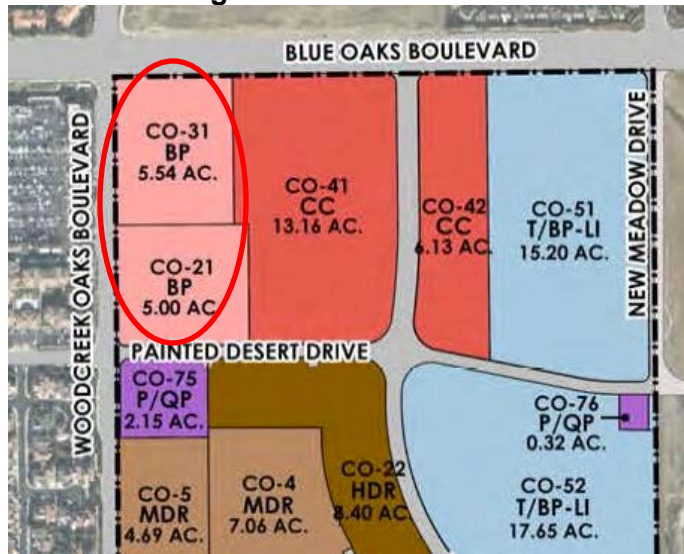 BLUE OAKS BOULEVARD
WOODCREEK OAKS BOULEVARD
NEW MEADOW DRIVE
CO-31
BP
5.54 AC.
CO-41
CC
13.16 AC.
CO-42
CC
6.13 AC.
CO-51
T/BP-LI
15.20 AC.
CO-21
BP
5.00 AC
PAINTED DESERT DRIVE
CO-75
P/QP
2.15 AC.
CO-76
P/QP
0.32 AC.
CO-5
MDR
4.69 AC.
CO-4
MDR
7.06 AC.
CO-22
HDR
8.40 AC.
CO-52
T/BP-LI
17.65 AC.